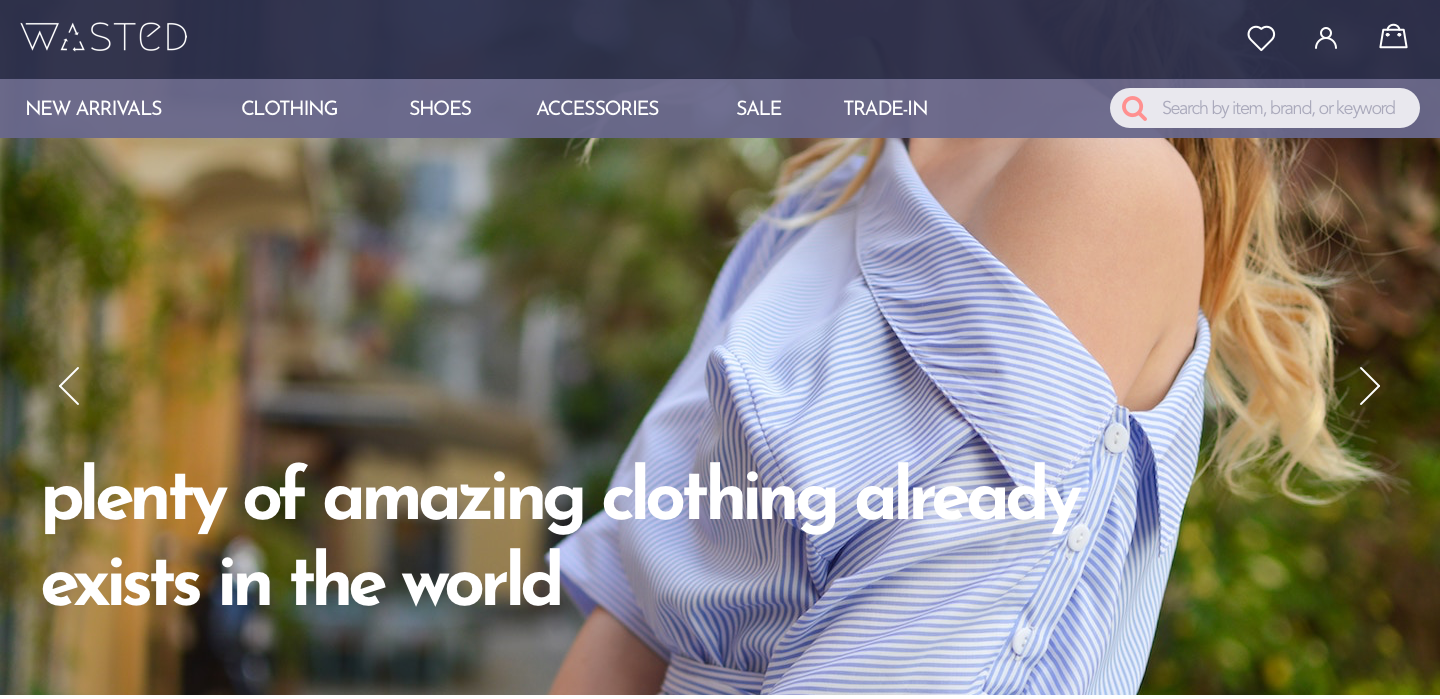 WASTED
NEW ARRIVALS CLOTHING SHOES ACCESSORIES SALE TRADE-IN Search by item, brand, or keyword
plenty of amazing clothing already
exists in the world